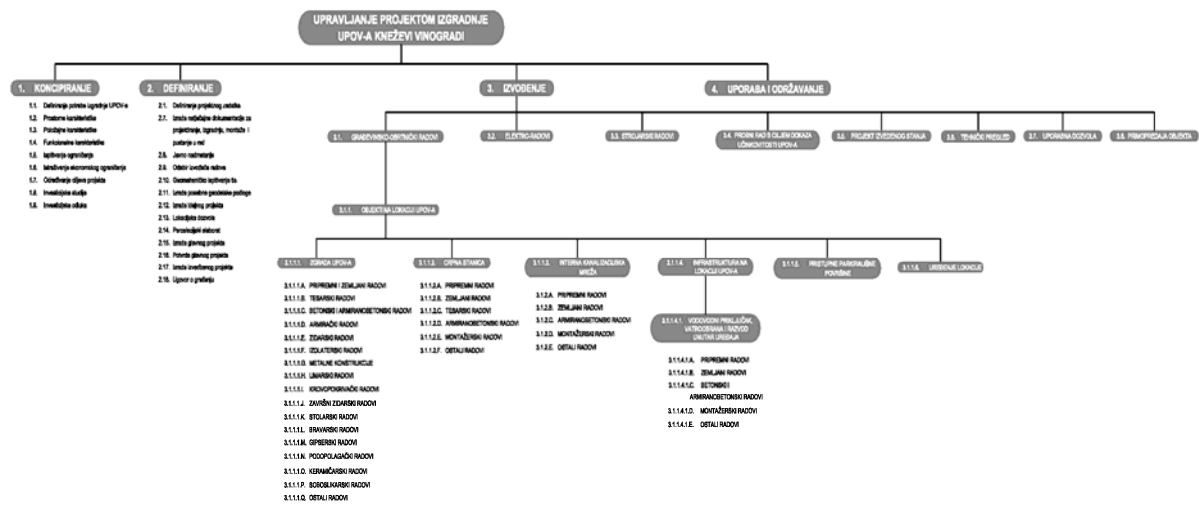 UPRAVLJANJE PROJEKTOM IZGRADNJE
UPOV-A KNEŽEVI VINOGRADI
1. KONCIPIRANJE
1.1. Definiranje potrebe izgradnje UPOV-a
1.2. Prostorne karakteristike
1.3. Položajne karakteristike
1.4. Funkcionalne karakteristike
1.5. Ispitivanje ograničenja
1.6. Istraživanje ekonomskog ograničenja
1.7. Određivanje ciljeva projekta
1.8. Investicijska studija
1.9. Investicijska odluka
2. DEFINIRANJE
2.1. Definiranje projektnog zadatka
2.7. Izrada natječajne dokumentacije za
projektiranje, izgradnju, montažu i
puštanje u rad
2.8. Javno nadmetanje
2.9. Odabir izvođača radova
2.10. Geomehaničko ispitivanje tla
2.11. Izrada posebne geodetske podloge
2.12. Izrada idejnog projekta
2.13. Lokacijska dozvola
2.14. Parcelacijski elaborat
2.15. Izrada glavnog projekta
2.16. Potvrda glavnog projekta
2.17. Izrada izvedbenog projekta
2.18. Ugovor o građenju
3. IZVOĐENJE
4. UPORABA I ODRŽAVANJE
3.1. GRAĐEVINSKO-OBRTNIČKI RADOVI
3.2. ELEKTRO-RADOVI
3.3. STROJARSKI RADOVI
3.4. PROBNI RAD S CILJEM DOKAZA
UČINKOVITOSTI UPOV-A
3.5. PROJEKT IZVEDENOG STANJA
3.6. TEHNIČKI PREGLED
3.7. UPORABNA DOZVOLA
3.8. PRIMOPREDAJA OBJEKTA
3.1.1. OBJEKTI NA LOKACIJI UPOV-A
3.1.1.1. ZGRADA UPOV-A
3.1.1.1.A. PRIPREMNI I ZEMLJANI RADOVI
3.1.1.1.B. TESARSKI RADOVI
3.1.1.1.C. BETONSKI I ARMIRANOBETONSKI RADOVI
3.1.1.1.D. ARMIRAČKI RADOVI
3.1.1.1.E. ZIDARSKI RADOVI
3.1.1.1.F. IZOLATERSKI RADOVI
3.1.1.1.G. METALNE KONSTRUKCIJE
3.1.1.1.H. LIMARSKI RADOVI
3.1.1.1.I. KROVOPOKRIVAČKI RADOVI
3.1.1.1.J. ZAVRŠNI ZIDARSKI RADOVI
3.1.1.1.K. STOLARSKI RADOVI
3.1.1.1.L. BRAVARSKI RADOVI
3.1.1.1.M. GIPSERSKI RADOVI
3.1.1.1.N. PODOPOLAGAČKI RADOVI
3.1.1.1.O. KERAMIČARSKI RADOVI
3.1.1.1.P. SOBOSLIKARSKI RADOVI
3.1.1.1.Q. OSTALI RADOVI
3.1.1.2. CRPNA STANICA
3.1.1.2.A. PRIPREMNI RADOVI
3.1.1.2.B. ZEMLJANI RADOVI
3.1.1.2.C. TESARSKI RADOVI
3.1.1.2.D. ARMIRANOBETONSKI RADOVI
3.1.1.2.E. MONTAŽERSKI RADOVI
3.1.1.2.F. OSTALI RADOVI
3.1.1.3. INTERNA KANALIZACIJSKA
MREŽA
3.1.2.A. PRIPREMNI RADOVI
3.1.2.B. ZEMLJANI RADOVI
3.1.2.C. ARMIRANOBETONSKI RADOVI
3.1.2.D. MONTAŽERSKI RADOVI
3.1.2.E. OSTALI RADOVI
3.1.1.4. INFRASTRUKTURA NA
LOKACIJI UPOV-A
3.1.1.4.1. VODOVODNI PRIKLJUČAK,
VATROOBRANA I RAZVOD
UNUTAR UREĐAJA
3.1.1.4.1.A. PRIPREMNI RADOVI
3.1.1.4.1.B. ZEMLJANI RADOVI
3.1.1.4.1.C. BETONSKI I
ARMIRANOBETONSKI RADOVI
3.1.1.4.1.D. MONTAŽERSKI RADOVI
3.1.1.4.1.E. OSTALI RADOVI
3.1.1.5. PRISTUPNE PARKIRALIŠNE
POVRŠINE
3.1.1.6. UREĐENJE LOKACIJE